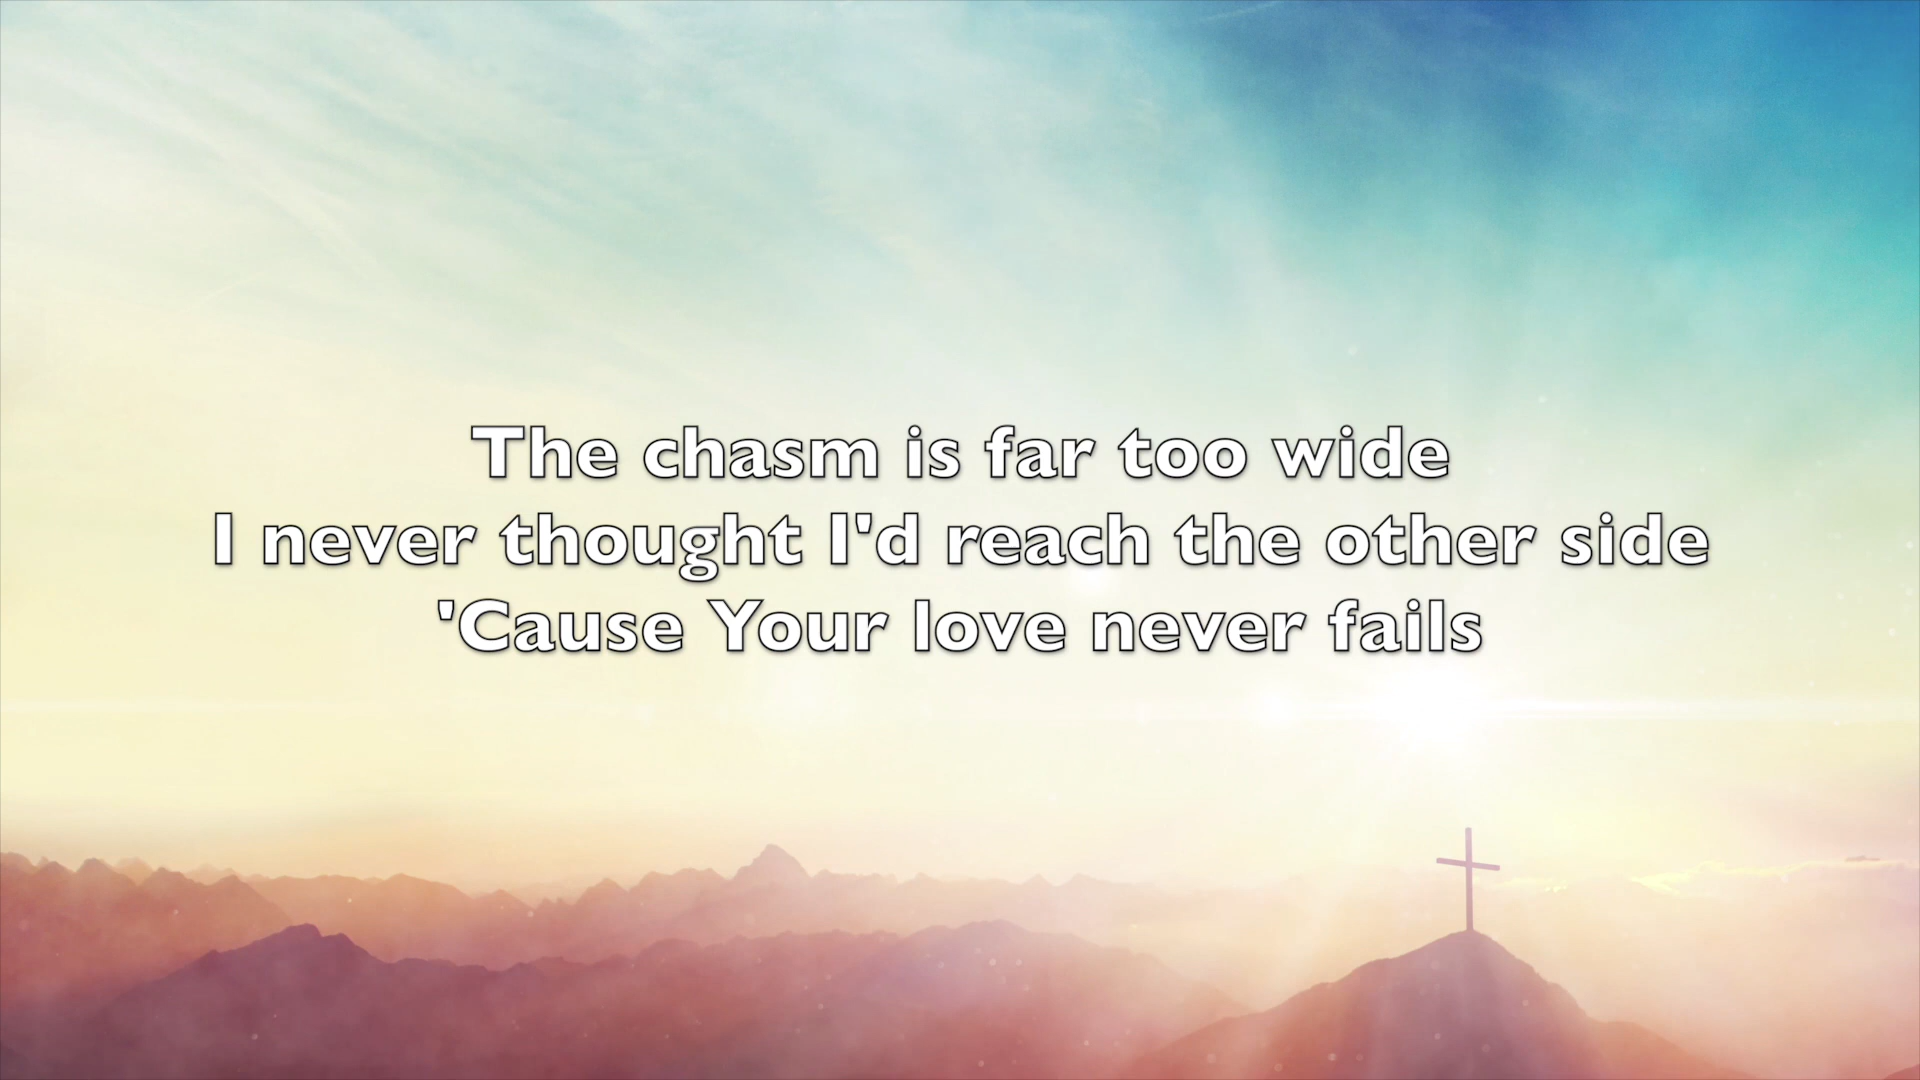 The chasm is far too wide
I never thought I'd reach the other side
'Cause Your love never fails